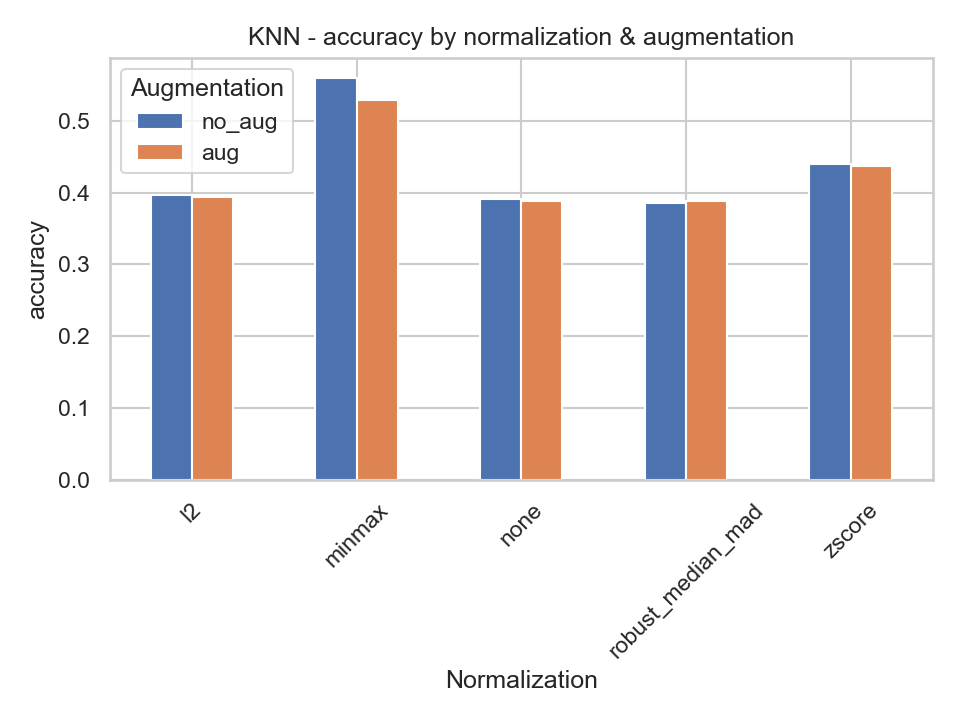 KNN - accuracy by normalization & augmentation
Augmentation
no_aug
aug
accuracy
0.5
0.4
0.3
0.2
0.1
0.0
l2
minmax
none
robust_median_mad
zscore
Normalization